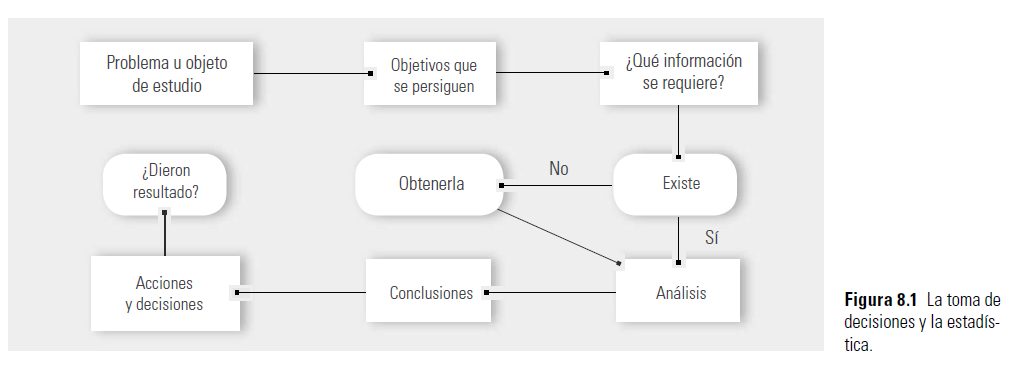 Problema u objeto
de estudio
Objetivos que
se persiguen
¿Qué información
se requiere?
¿Dieron
resultado?
Obtenerla
No
Existe
Sí
Acciones
y decisiones
Conclusiones
Análisis
Figura 8.1 La toma de
decisiones y la estadís-
tica.